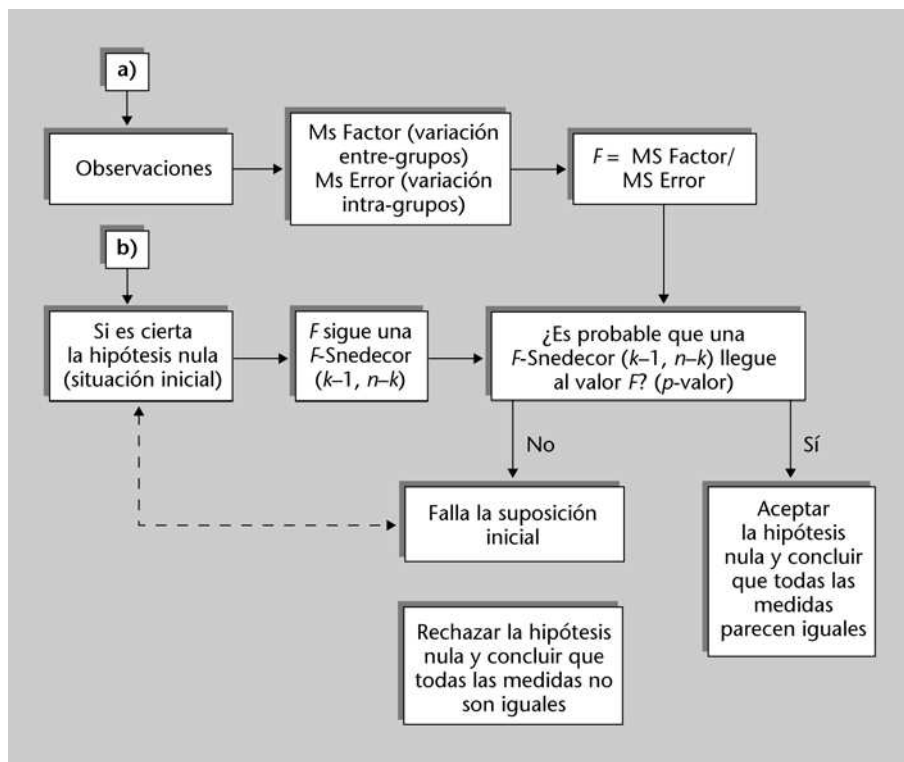 a)
Observaciones
Ms Factor (variación
entre-grupos)
Ms Error (variación
intra-grupos)
F = MS Factor/
MS Error
b)
Si es cierta
la hipótesis nula
(situación inicial)
F sigue una
F-Snedecor
(k–1, n–k)
¿Es probable que una
F-Snedecor (k–1, n–k) llegue
al valor F? (p-valor)
No
Sí
Falla la suposición
inicial
Aceptar
la hipótesis
nula y concluir
que todas las
medidas
parecen iguales
Rechazar la hipótesis
nula y concluir que
todas las medidas no
son iguales